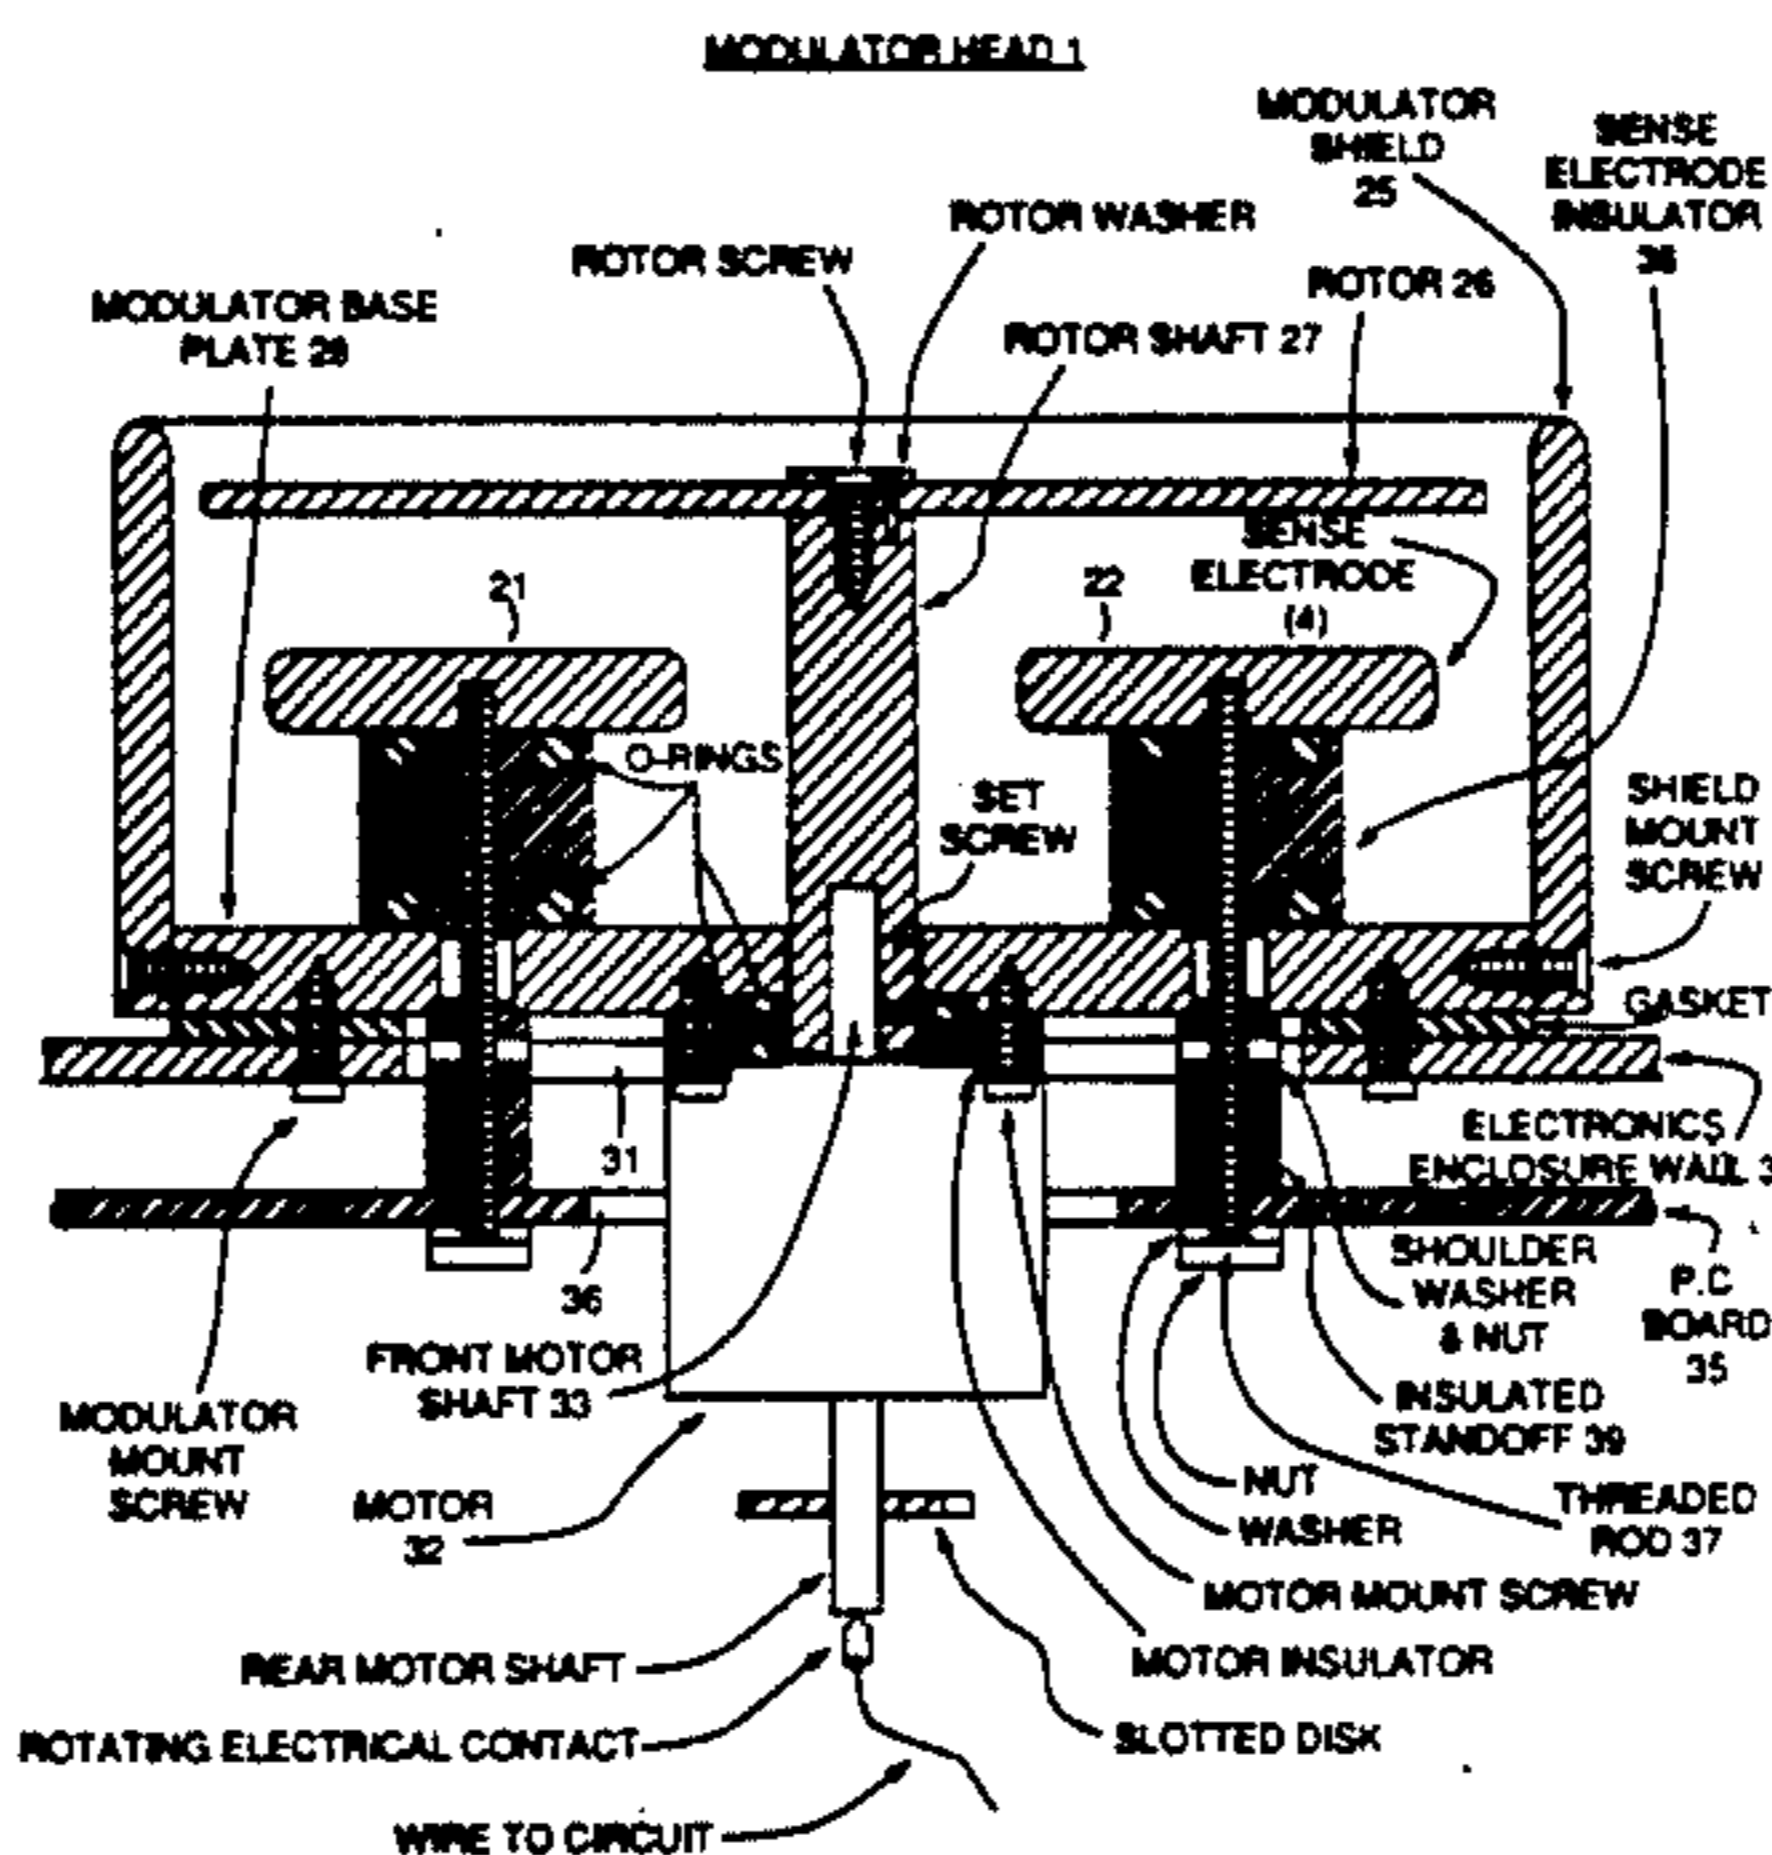 MODULATOR HEAD 1
MODULATOR
SHIELD
25
SENSE
ELECTRODE
INSULATOR
ROTOR WASHER
ROTOR SCREW
ROTOR 26
MODULATOR BASE
PLATE
ROTOR SHAFT 27
21
22
SENSE
ELECTRODE
(4)
O-RINGS
SET
SCREW
SHIELD
MOUNT
SCREW
GASKET
31
ELECTRONICS
ENCLOSURE WALL 3
36
SHOULDER
WASHER
& NUT
P.C
BOARD
35
FRONT MOTOR
SHAFT 33
INSULATED
STANDOFF 39
MODULATOR
MOUNT
SCREW
MOTOR
32
NUT
WASHER
THREADED
ROD 37
MOTOR MOUNT SCREW
REAR MOTOR SHAFT
MOTOR INSULATOR
ROTATING ELECTRICAL CONTACT
SLOTTED DISK
WIRE TO CIRCUIT